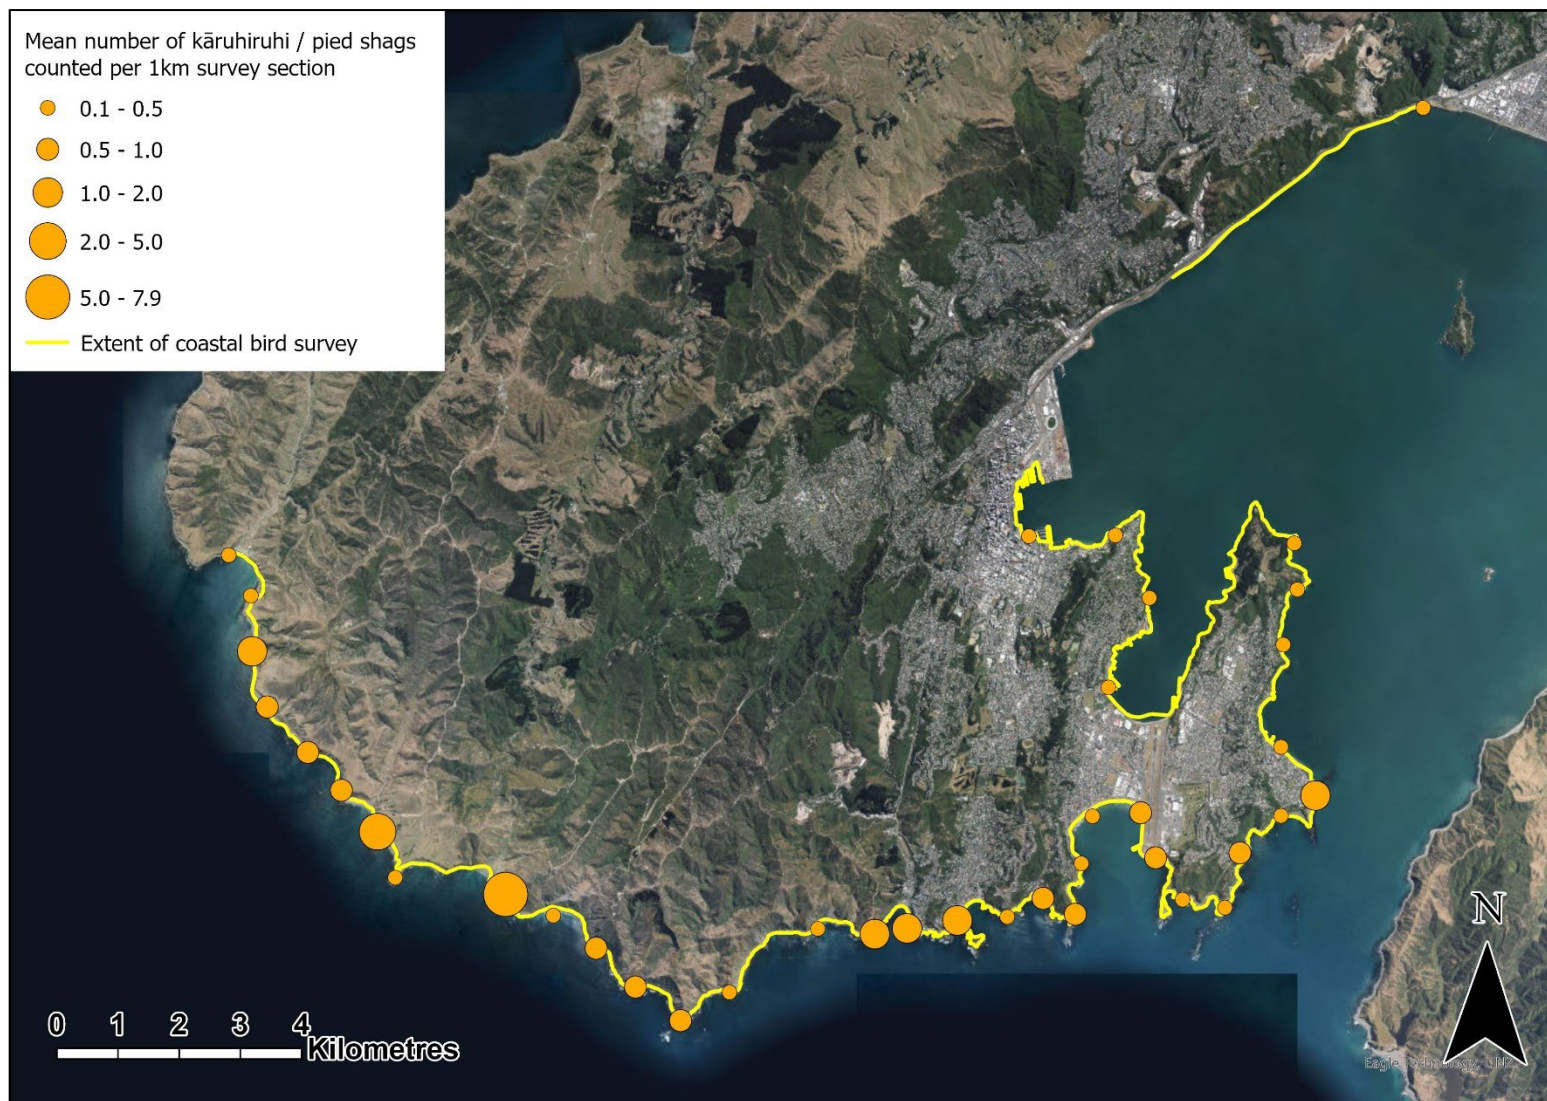 Mean number of kāruhiruhi / pied shags
counted per 1km survey section
0.1 - 0.5
0.5 - 1.0
1.0 - 2.0
2.0 - 5.0
5.0 - 7.9
Extent of coastal bird survey
N
0 1 2 3 4
Kilometres
Eagle Technology, LINZ